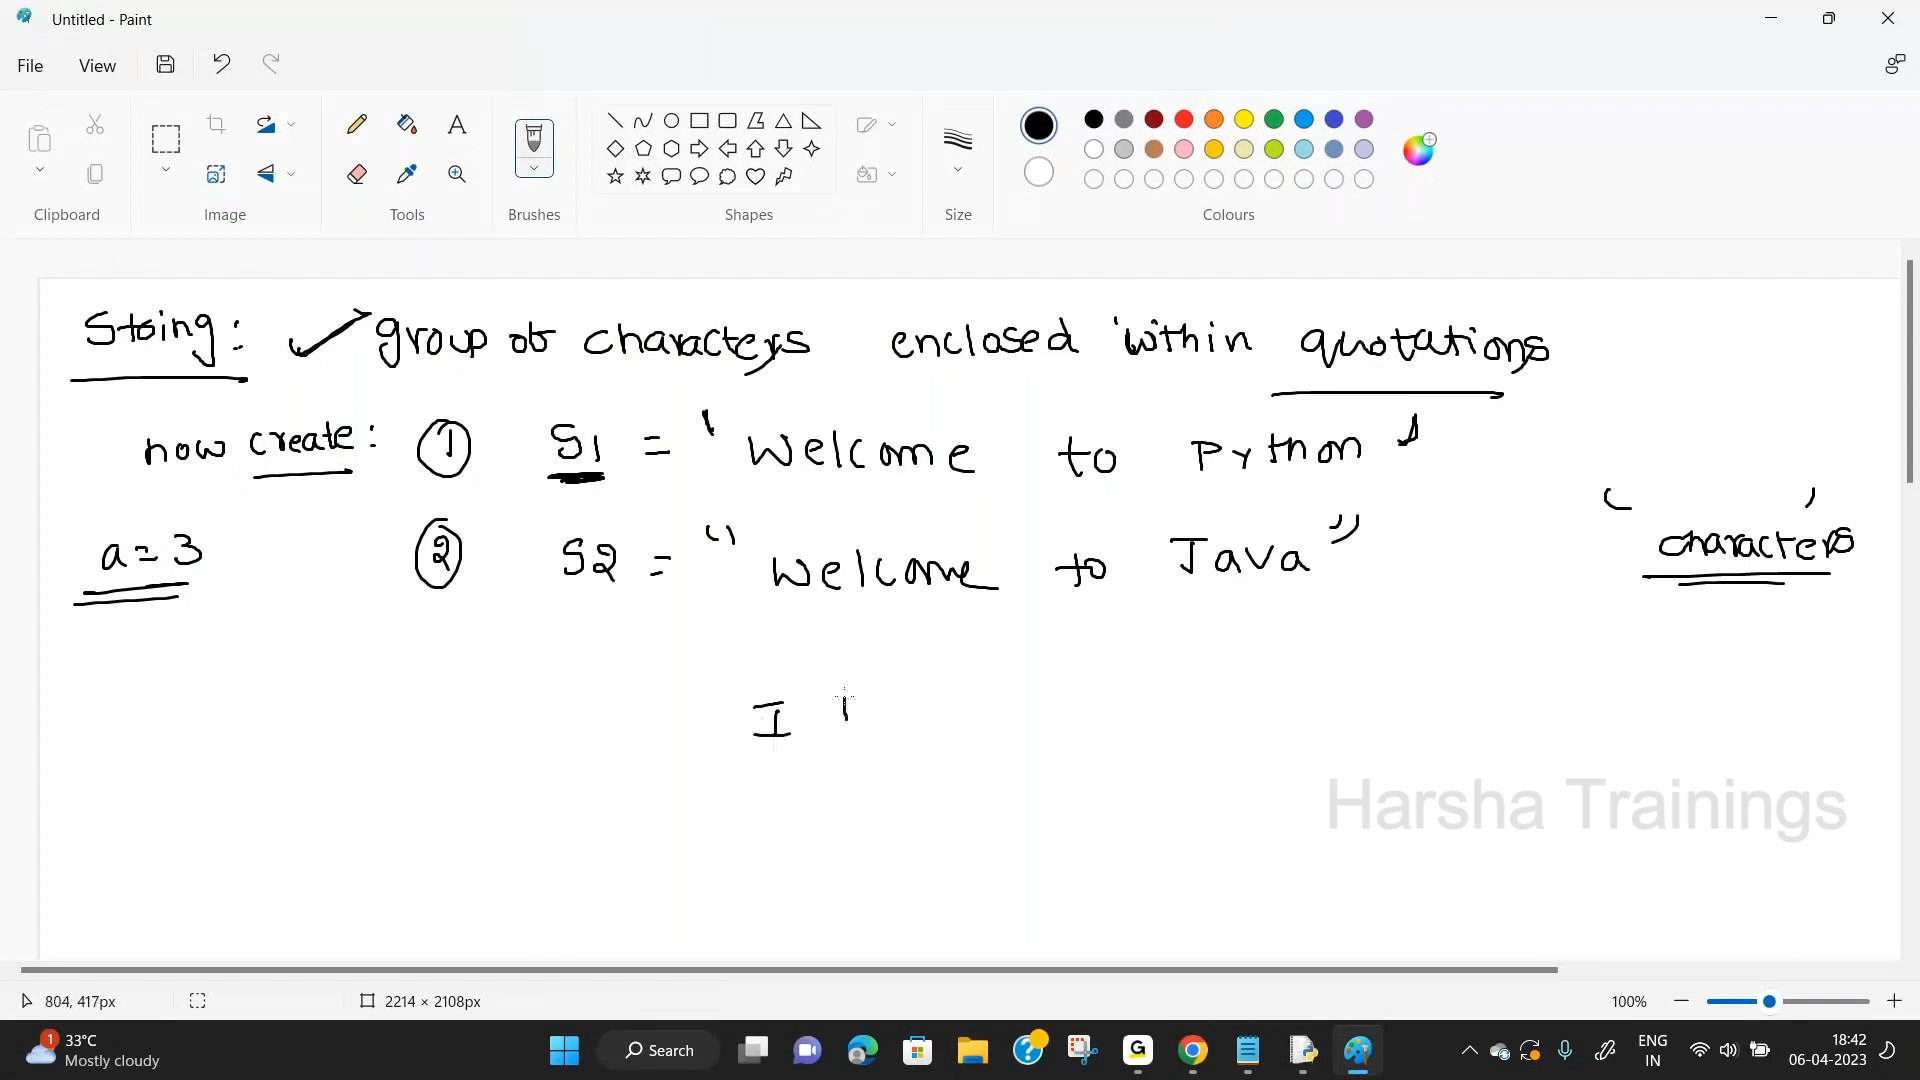 Untitled - Paint
File View
Clipboard Image Tools Brushes Shapes Size Colours
String: group of characters enclosed within quotations
how create: 1 S1 = 'Welcome to Python'
a=3 2 S2 = "Welcome to Java" ' characters '
I
Harsha Trainings
804, 417px 2214 × 2108px 100%
1 33°C
Mostly cloudy
Search
ENG
IN
18:42
06-04-2023